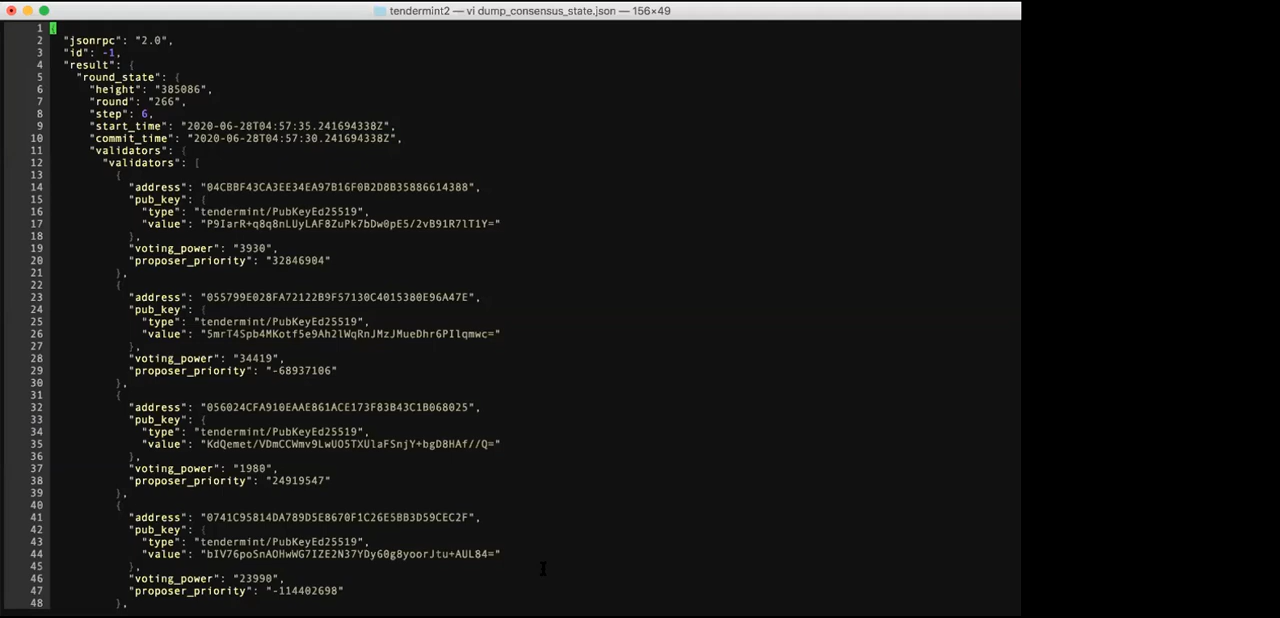 tendermint2 — vi dump_consensus_state.json — 156×49
1 {
2 "jsonrpc": "2.0",
3 "id": -1,
4 "result": {
5 "round_state": {
6 "height": "385086",
7 "round": "266",
8 "step": 6,
9 "start_time": "2020-06-28T04:57:35.241694338Z",
10 "commit_time": "2020-06-28T04:57:30.241694338Z",
11 "validators": {
12 "validators": [
13 {
14 "address": "04CBBF43CA3EE34EA97B16F0B2D8B35886614388",
15 "pub_key": {
16 "type": "tendermint/PubKeyEd25519",
17 "value": "P9IarR+q8q8nLUyLAF8ZuPk7bDw0pE5/2vB91R7lT1Y="
18 },
19 "voting_power": "3930",
20 "proposer_priority": "32846904"
21 },
22 {
23 "address": "055799E028FA72122B9F57130C4015380E96A47E",
24 "pub_key": {
25 "type": "tendermint/PubKeyEd25519",
26 "value": "5mrT4Spb4MKotf5e9Ah2lWqRnJMzJMueDhr6PIlqmwc="
27 },
28 "voting_power": "34419",
29 "proposer_priority": "-68937106"
30 },
31 {
32 "address": "056024CFA910EAAE861ACE173F83B43C1B068025",
33 "pub_key": {
34 "type": "tendermint/PubKeyEd25519",
35 "value": "KdQemet/VDmCCWmv9LwUO5TXUlaFSnjY+bgD8HAf//Q="
36 },
37 "voting_power": "1980",
38 "proposer_priority": "24919547"
39 },
40 {
41 "address": "0741C95814DA789D5E8670F1C26E5BB3D59CEC2F",
42 "pub_key": {
43 "type": "tendermint/PubKeyEd25519",
44 "value": "bIV76poSnAOHwWG7IZE2N37YDy60g8yoorJtu+AUL84="
45 },
46 "voting_power": "23990",
47 "proposer_priority": "-114402698"
48 },